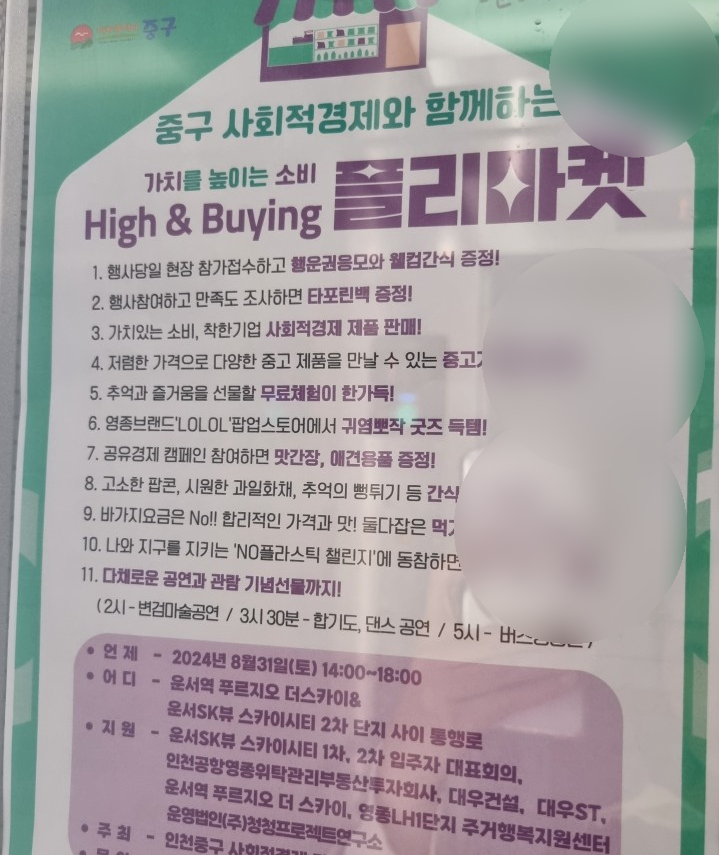 중구
중구 사회적경제와 함께하는
가치를 높이는 소비
High & Buying 플리마켓
1. 행사당일 현장 참가접수하고 행운권응모와 웰컴간식 증정!
2. 행사참여하고 만족도 조사하면 타포린백 증정!
3. 가치있는 소비, 착한기업 사회적경제 제품 판매!
4. 저렴한 가격으로 다양한 중고 제품을 만날 수 있는
5. 추억과 즐거움을 선물할 무료체험이 한가득!
6. 영종브랜드'LOLOL'팝업스토어에서 귀염뽀작 굿즈 득템!
7. 공유경제 캠페인 참여하면 맛간장, 애견용품 증정!
8. 고소한 팝콘, 시원한 과일화채, 추억의 뻥튀기 등 간식
9. 바가지요금은 No!! 합리적인 가격과 맛! 둘다잡은
10. 나와 지구를 지키는 'NO플라스틱 챌린지'에 동참하면
11. 다채로운 공연과 관람 기념선물까지!
( 2시 - 변검마술공연 / 3시 30분 - 합기도, 댄스 공연 / 5시 -
• 언 제 - 2024년 8월31일(토) 14:00~18:00
• 어 디 - 운서역 푸르지오 더스카이&
운서SK뷰 스카이시티 2차 단지 사이 통행로
• 지 원 - 운서SK뷰 스카이시티 1차, 2차 입주자 대표회의,
인천공항영종위탁관리부동산투자회사, 대우건설, 대우ST,
운서역 푸르지오 더 스카이, 영종LH1단지 주거행복지원센터
운영법인(주)청청프로젝트연구소
• 주 최 - 인천중구